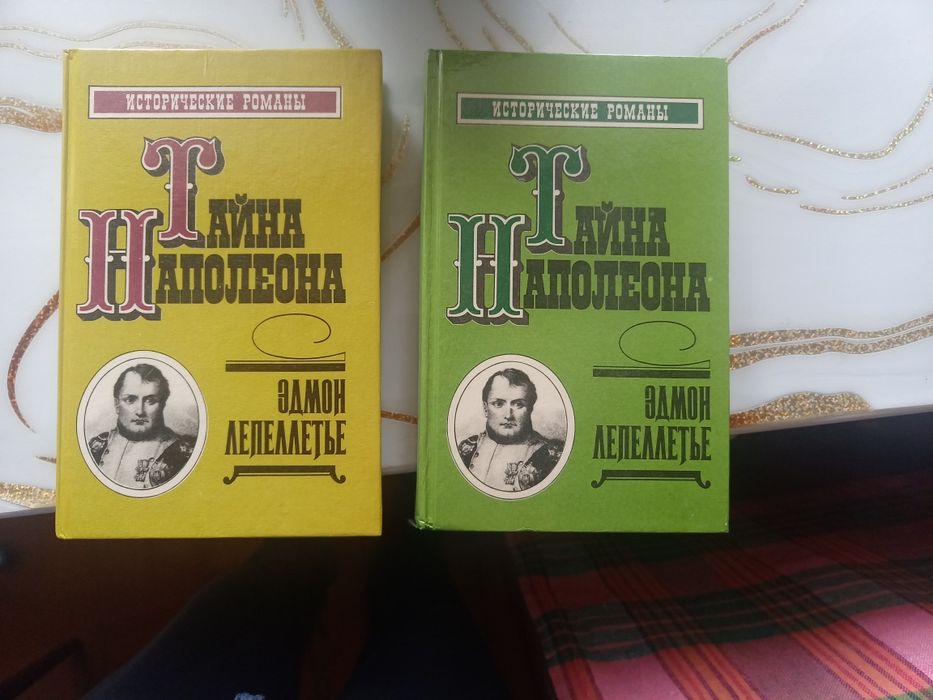 ИСТОРИЧЕСКИЕ РОМАНЫ
ТАЙНА
НАПОЛЕОНА
ЭДМОН
ЛЕПЕЛЛЕТЬЕ
ИСТОРИЧЕСКИЕ РОМАНЫ
ТАЙНА
НАПОЛЕОНА
ЭДМОН
ЛЕПЕЛЛЕТЬЕ